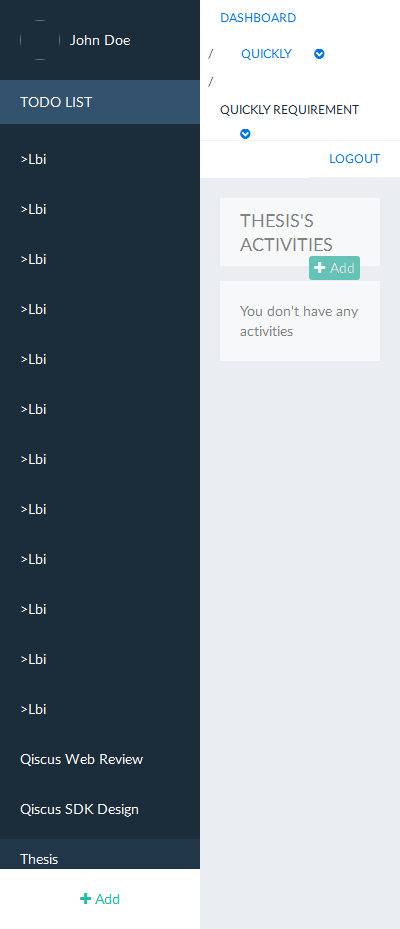 John Doe
TODO LIST
>Lbi
>Lbi
>Lbi
>Lbi
>Lbi
>Lbi
>Lbi
>Lbi
>Lbi
>Lbi
>Lbi
>Lbi
Qiscus Web Review
Qiscus SDK Design
Thesis
Add
DASHBOARD
/ QUICKLY
/
QUICKLY REQUIREMENT
LOGOUT
THESIS'S
ACTIVITIES
Add
You don't have any
activities